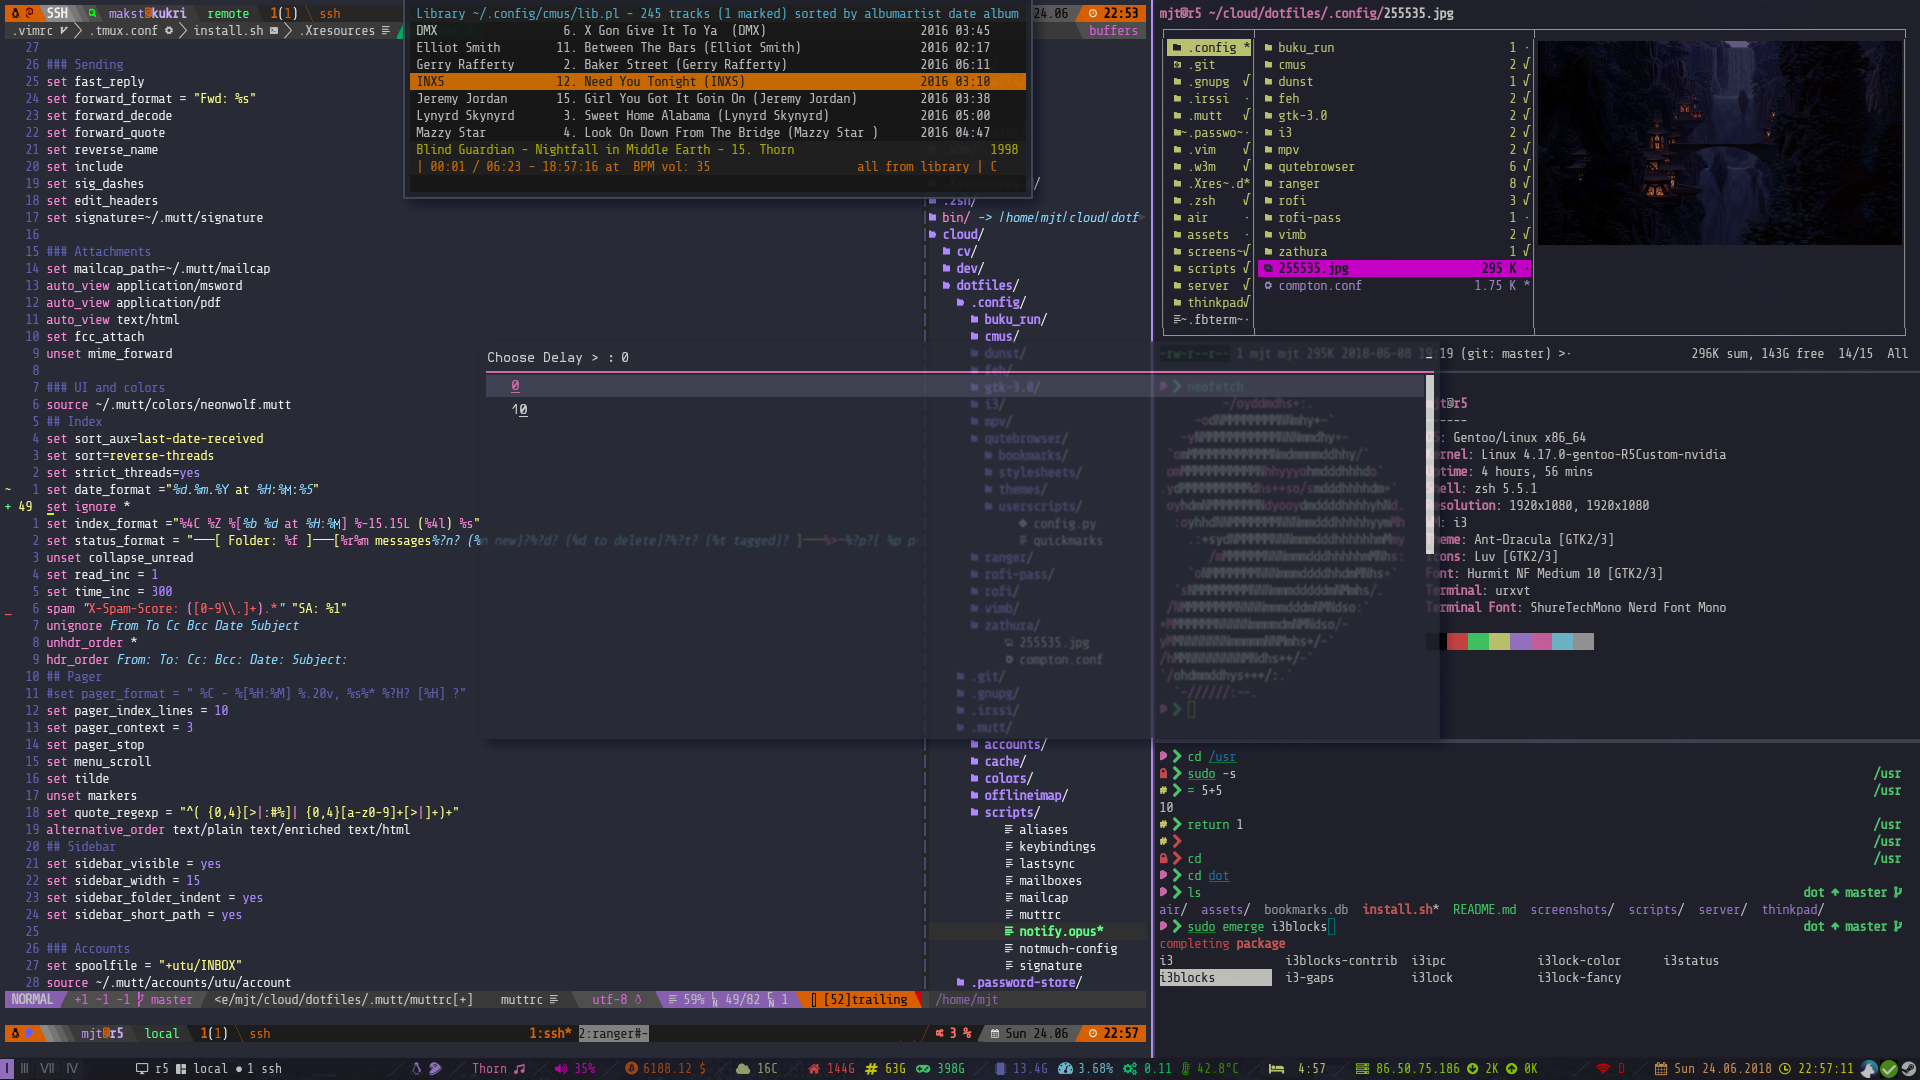 SSH makst@kukri remote 1(1) ssh
.vimrc .tmux.conf install.sh .Xresources
27
26 ### Sending
25 set fast_reply
24 set forward_format = "Fwd: %s"
23 set forward_decode
22 set forward_quote
21 set reverse_name
20 set include
19 set sig_dashes
18 set edit_headers
17 set signature=~/.mutt/signature
16
15 ### Attachments
14 set mailcap_path=~/.mutt/mailcap
13 auto_view application/msword
12 auto_view application/pdf
11 auto_view text/html
10 set fcc_attach
9 unset mime_forward
8
7 ### UI and colors
6 source ~/.mutt/colors/neonwolf.mutt
5 ## Index
4 set sort_aux=last-date-received
3 set sort=reverse-threads
2 set strict_threads=yes
~ 1 set date_format ="%d.%m.%Y at %H:%M:%S"
+ 49 set ignore *
1 set index_format ="%4C %Z %[%b %d at %H:%M] %-15.15L (%4l) %s"
2 set status_format = "───[ Folder: %f ]───[%r%m messages%?n? (%n new)?%?d? (%d to delete)?%?t? (%t tagged)? ]───%>─%?p?( %p p
3 unset collapse_unread
4 set read_inc = 1
5 set time_inc = 300
_ 6 spam "X-Spam-Score: ([0-9\\.]+).*" "SA: %1"
7 unignore From To Cc Bcc Date Subject
8 unhdr_order *
9 hdr_order From: To: Cc: Bcc: Date: Subject:
10 ## Pager
11 #set pager_format = " %C - %[%H:%M] %.20v, %s%* %?H? [%H] ?"
12 set pager_index_lines = 10
13 set pager_context = 3
14 set pager_stop
15 set menu_scroll
16 set tilde
17 unset markers
18 set quote_regexp = "^( {0,4}[>|:#%]| {0,4}[a-z0-9]+[>|]+)+"
19 alternative_order text/plain text/enriched text/html
20 ## Sidebar
21 set sidebar_visible = yes
22 set sidebar_width = 15
23 set sidebar_folder_indent = yes
24 set sidebar_short_path = yes
25
26 ### Accounts
27 set spoolfile = "+utu/INBOX"
28 source ~/.mutt/accounts/utu/account
NORMAL +1 ~1 -1 master <e/mjt/cloud/dotfiles/.mutt/muttrc[+] muttrc utf-8 59% 49/82 1 [52]trailing /home/mjt
mjt@r5 local 1(1) ssh 1:ssh* 2:ranger#- 3 % Sun 24.06 22:57
Library ~/.config/cmus/lib.pl - 245 tracks (1 marked) sorted by albumartist date album
DMX 6. X Gon Give It To Ya (DMX) 2016 03:45
Elliot Smith 11. Between The Bars (Elliot Smith) 2016 02:17
Gerry Rafferty 2. Baker Street (Gerry Rafferty) 2016 06:11
INXS 12. Need You Tonight (INXS) 2016 03:10
Jeremy Jordan 15. Girl You Got It Goin On (Jeremy Jordan) 2016 03:38
Lynyrd Skynyrd 3. Sweet Home Alabama (Lynyrd Skynyrd) 2016 05:00
Mazzy Star 4. Look On Down From The Bridge (Mazzy Star ) 2016 04:47
Blind Guardian - Nightfall in Middle Earth - 15. Thorn 1998
| 00:01 / 06:23 - 18:57:16 at BPM vol: 35 all from library | C
24.06 22:53
buffers
.zsh/
bin/ -> /home/mjt/cloud/dotf>
cloud/
cv/
dev/
dotfiles/
.config/
buku_run/
cmus/
dunst/
feh/
gtk-3.0/
i3/
mpv/
qutebrowser/
bookmarks/
stylesheets/
themes/
userscripts/
config.py
quickmarks
ranger/
rofi-pass/
rofi/
vimb/
zathura/
255535.jpg
compton.conf
.git/
.gnupg/
.irssi/
.mutt/
accounts/
cache/
colors/
offlineimap/
scripts/
aliases
keybindings
lastsync
mailboxes
mailcap
muttrc
notify.opus*
notmuch-config
signature
.password-store/
Choose Delay > : 0
0
10
mjt@r5 ~/cloud/dotfiles/.config/255535.jpg
.config *
.git
.gnupg √
.irssi ·
.mutt √
~.passwo~·
.vim √
.w3m √
.Xres~.d*
.zsh √
air ·
assets ·
screens~√
scripts √
server √
thinkpad√
~.fbterm~·
buku_run 1 ·
cmus 2 √
dunst 1 √
feh 2 √
gtk-3.0 2 √
i3 2 √
mpv 2 √
qutebrowser 6 √
ranger 8 √
rofi 3 √
rofi-pass 1 ·
vimb 2 √
zathura 1 √
255535.jpg 295 K ·
compton.conf 1.75 K *
-rw-r--r-- 1 mjt mjt 295K 2018-06-08 19:19 (git: master) >· 296K sum, 143G free 14/15 All
neofetch
mjt@r5
-------
OS: Gentoo/Linux x86_64
Kernel: Linux 4.17.0-gentoo-R5Custom-nvidia
Uptime: 4 hours, 56 mins
Shell: zsh 5.5.1
Resolution: 1920x1080, 1920x1080
WM: i3
Theme: Ant-Dracula [GTK2/3]
Icons: Luv [GTK2/3]
Font: Hurmit NF Medium 10 [GTK2/3]
Terminal: urxvt
Terminal Font: ShureTechMono Nerd Font Mono
cd /usr
sudo -s /usr
# = 5+5 /usr
10
# return 1 /usr
# /usr
cd /usr
cd dot
ls dot master
air/ assets/ bookmarks.db install.sh* README.md screenshots/ scripts/ server/ thinkpad/
sudo emerge i3blocks dot master
completing package
i3 i3blocks-contrib i3ipc i3lock-color i3status
i3blocks i3-gaps i3lock i3lock-fancy
I III VII IV r5 local 1 ssh Thorn 35% 6188.12 $ 16C 144G 63G 398G 13.4G 3.68% 0.11 42.8°C 4:57 86.50.75.186 2K 0K 0 Sun 24.06.2018 22:57:11